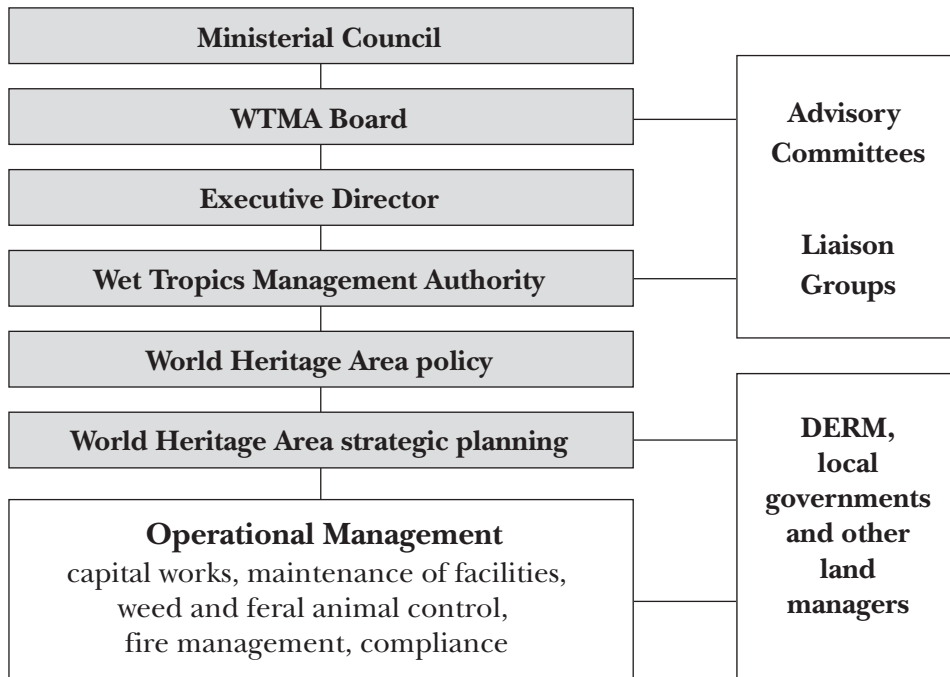 Ministerial Council
WTMA Board
Executive Director
Wet Tropics Management Authority
World Heritage Area policy
World Heritage Area strategic planning
Operational Management
capital works, maintenance of facilities,
weed and feral animal control,
fire management, compliance
Advisory
Committees
Liaison
Groups
DERM,
local
governments
and other
land
managers